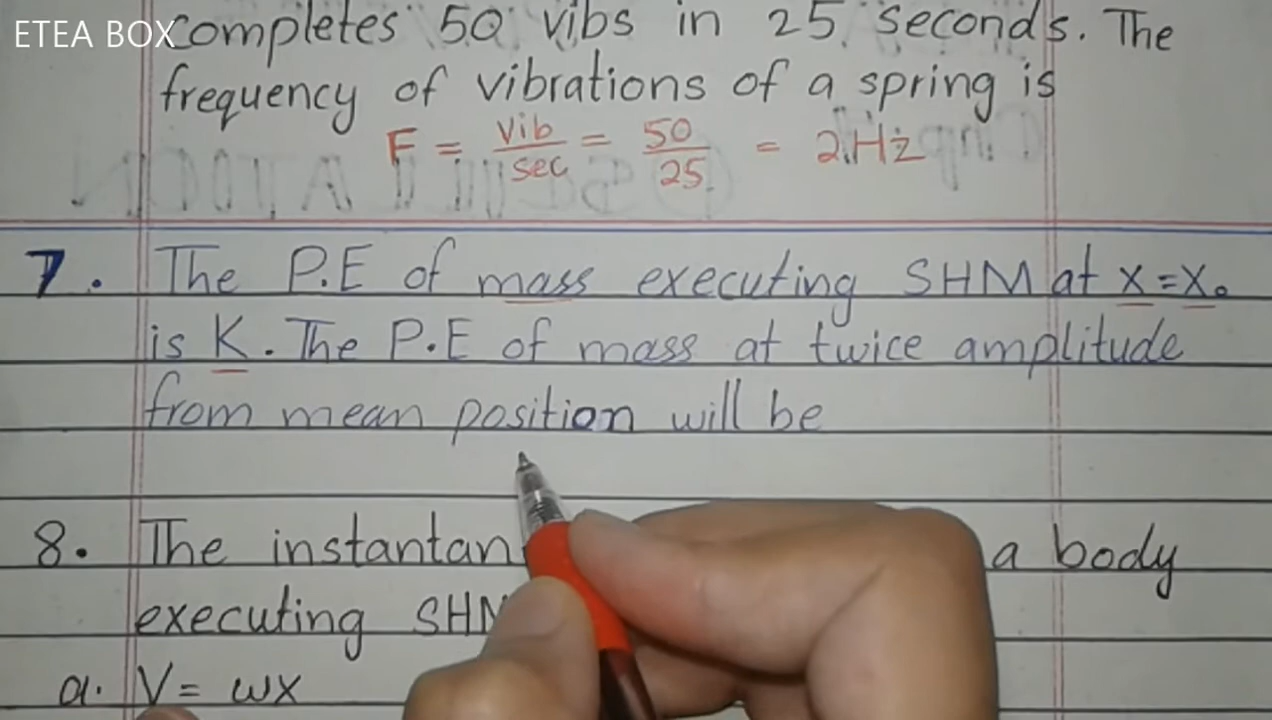 ETEA BOX
completes 50 vibs in 25 seconds. The
frequency of vibrations of a spring is
F = vib/sec = 50/25 = 2Hz
7. The P.E of mass executing SHM at x=x₀
is K. The P.E of mass at twice amplitude
from mean position will be
8. The instantan a body
executing SHM
a. V = ωx